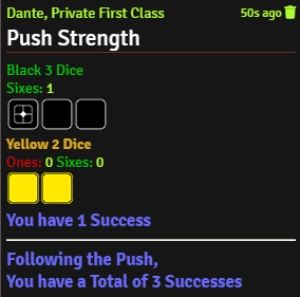 Dante, Private First Class 50s ago
Push Strength
Black 3 Dice
Sixes: 1
Yellow 2 Dice
Ones: 0 Sixes: 0
You have 1 Success
Following the Push,
You have a Total of 3 Successes